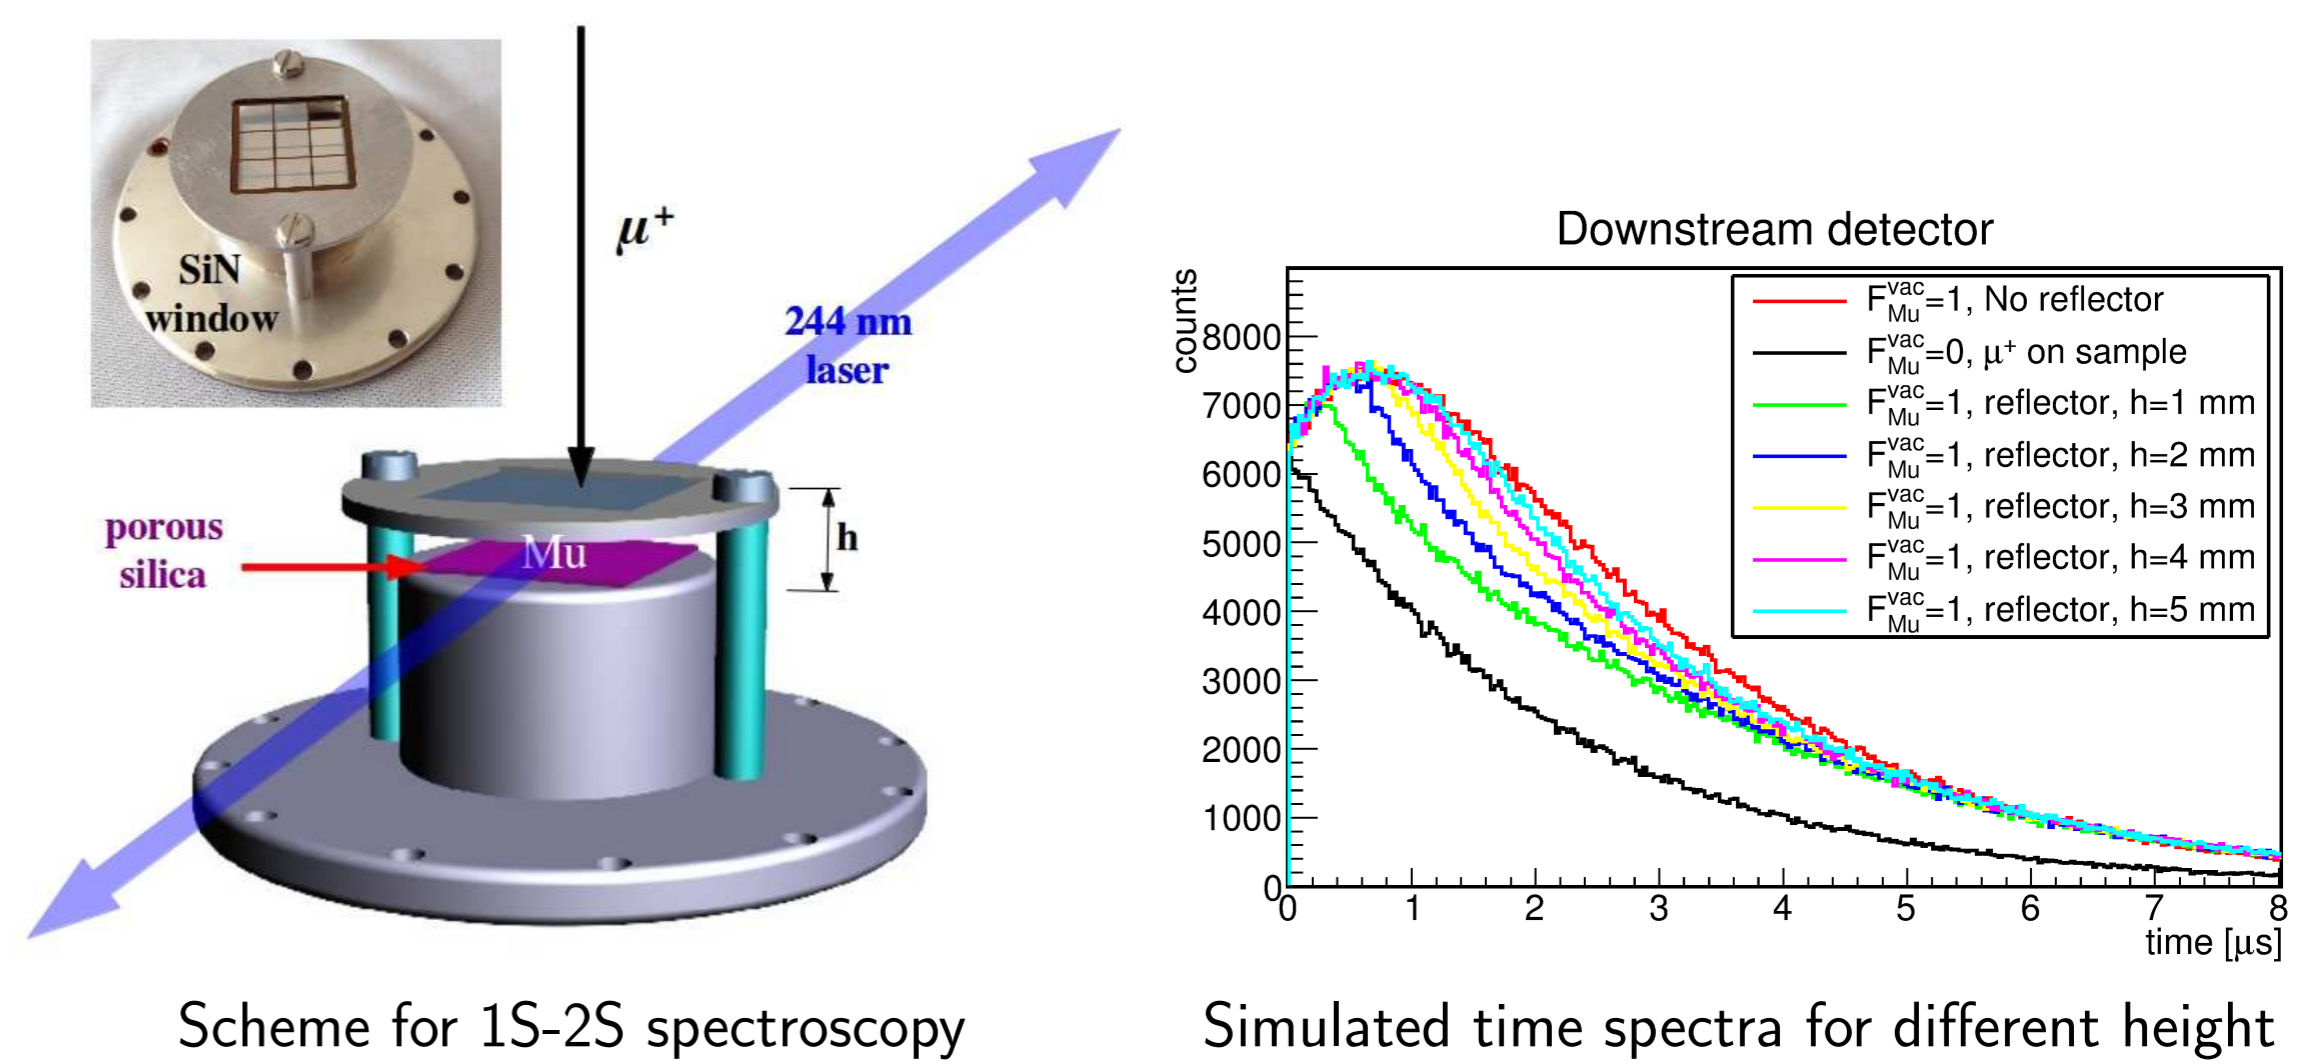 SiN
window
μ⁺
244 nm
laser
porous
silica
Mu
h
Scheme for 1S-2S spectroscopy
Downstream detector
counts
8000
7000
6000
5000
4000
3000
2000
1000
0
0 1 2 3 4 5 6 7 8
time [μs]
F^vac_Mu=1, No reflector
F^vac_Mu=0, μ⁺ on sample
F^vac_Mu=1, reflector, h=1 mm
F^vac_Mu=1, reflector, h=2 mm
F^vac_Mu=1, reflector, h=3 mm
F^vac_Mu=1, reflector, h=4 mm
F^vac_Mu=1, reflector, h=5 mm
Simulated time spectra for different height